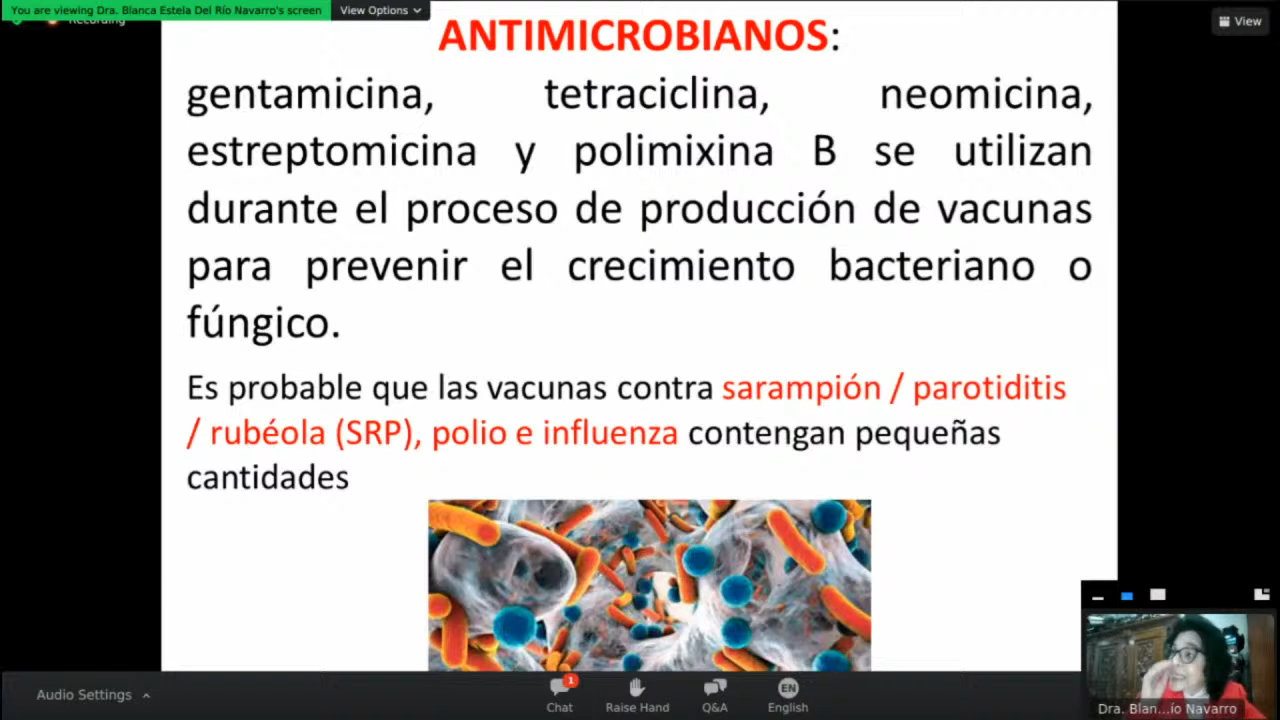 You are viewing Dra. Blanca Estela Del Río Navarro's screen
View Options
Recording
View
ANTIMICROBIANOS:
gentamicina, tetraciclina, neomicina,
estreptomicina y polimixina B se utilizan
durante el proceso de producción de vacunas
para prevenir el crecimiento bacteriano o
fúngico.
Es probable que las vacunas contra sarampión / parotiditis
/ rubéola (SRP), polio e influenza contengan pequeñas
cantidades
Dra. Blan...ío Navarro
Audio Settings
1
Chat
Raise Hand
Q&A
EN
English